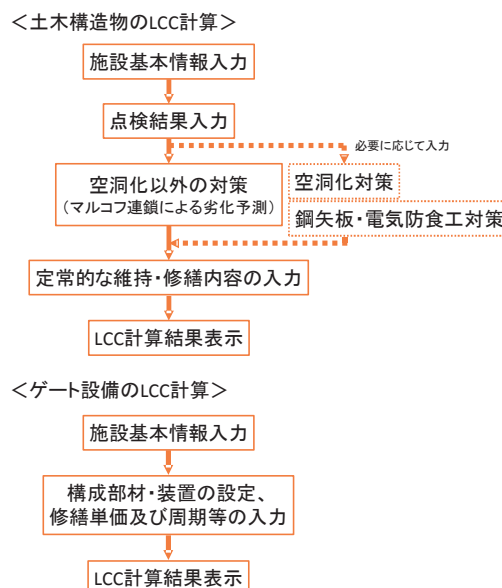 ＜土木構造物のLCC計算＞
施設基本情報入力
点検結果入力
必要に応じて入力
空洞化以外の対策
（マルコフ連鎖による劣化予測）
空洞化対策
鋼矢板・電気防食工対策
定常的な維持・修繕内容の入力
LCC計算結果表示
＜ゲート設備のLCC計算＞
施設基本情報入力
構成部材・装置の設定、
修繕単価及び周期等の入力
LCC計算結果表示